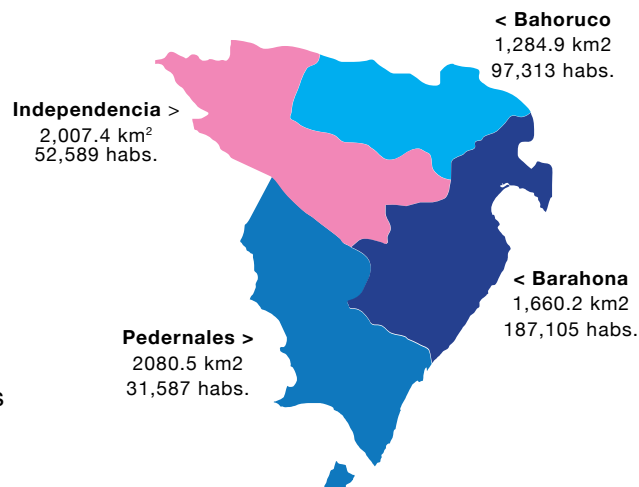 < Bahoruco
1,284.9 km2
97,313 habs.
Independencia >
2,007.4 km²
52,589 habs.
< Barahona
1,660.2 km2
187,105 habs.
Pedernales >
2080.5 km2
31,587 habs.
s